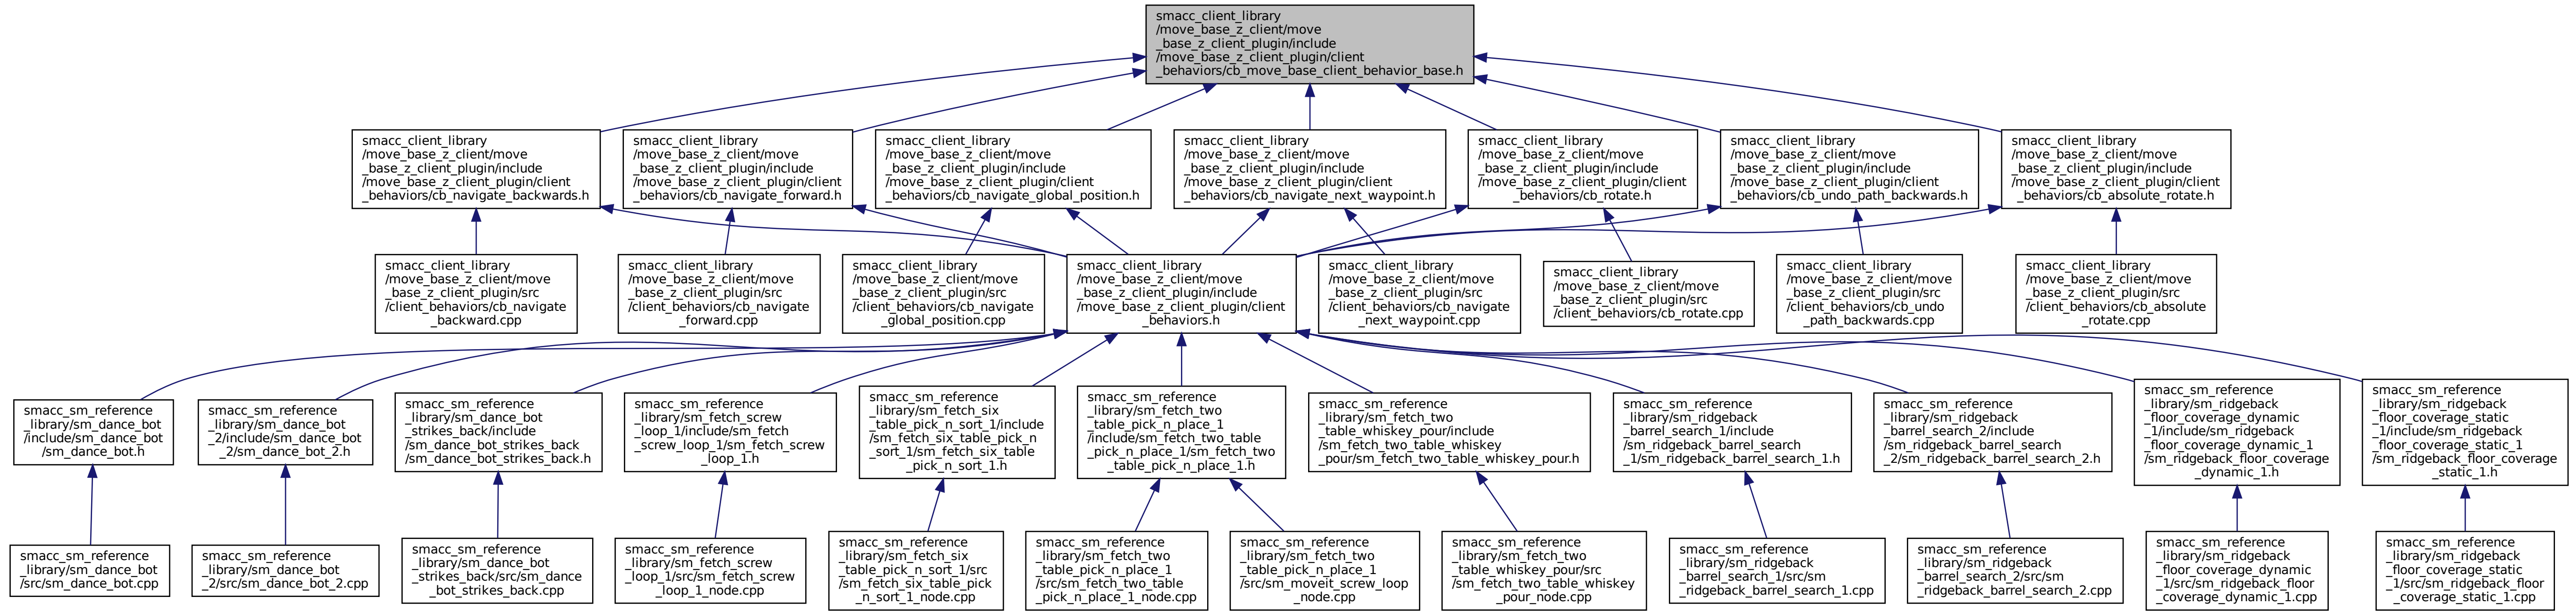 smacc_client_library
/move_base_z_client/move
_base_z_client_plugin/include
/move_base_z_client_plugin/client
_behaviors/cb_move_base_client_behavior_base.h
smacc_client_library
/move_base_z_client/move
_base_z_client_plugin/include
/move_base_z_client_plugin/client
_behaviors/cb_navigate_backwards.h
smacc_client_library
/move_base_z_client/move
_base_z_client_plugin/include
/move_base_z_client_plugin/client
_behaviors/cb_navigate_forward.h
smacc_client_library
/move_base_z_client/move
_base_z_client_plugin/include
/move_base_z_client_plugin/client
_behaviors/cb_navigate_global_position.h
smacc_client_library
/move_base_z_client/move
_base_z_client_plugin/include
/move_base_z_client_plugin/client
_behaviors/cb_navigate_next_waypoint.h
smacc_client_library
/move_base_z_client/move
_base_z_client_plugin/include
/move_base_z_client_plugin/client
_behaviors/cb_rotate.h
smacc_client_library
/move_base_z_client/move
_base_z_client_plugin/include
/move_base_z_client_plugin/client
_behaviors/cb_undo_path_backwards.h
smacc_client_library
/move_base_z_client/move
_base_z_client_plugin/include
/move_base_z_client_plugin/client
_behaviors/cb_absolute_rotate.h
smacc_client_library
/move_base_z_client/move
_base_z_client_plugin/src
/client_behaviors/cb_navigate
_backward.cpp
smacc_client_library
/move_base_z_client/move
_base_z_client_plugin/src
/client_behaviors/cb_navigate
_forward.cpp
smacc_client_library
/move_base_z_client/move
_base_z_client_plugin/src
/client_behaviors/cb_navigate
_global_position.cpp
smacc_client_library
/move_base_z_client/move
_base_z_client_plugin/include
/move_base_z_client_plugin/client
_behaviors.h
smacc_client_library
/move_base_z_client/move
_base_z_client_plugin/src
/client_behaviors/cb_navigate
_next_waypoint.cpp
smacc_client_library
/move_base_z_client/move
_base_z_client_plugin/src
/client_behaviors/cb_rotate.cpp
smacc_client_library
/move_base_z_client/move
_base_z_client_plugin/src
/client_behaviors/cb_undo
_path_backwards.cpp
smacc_client_library
/move_base_z_client/move
_base_z_client_plugin/src
/client_behaviors/cb_absolute
_rotate.cpp
smacc_sm_reference
_library/sm_dance_bot
/include/sm_dance_bot
/sm_dance_bot.h
smacc_sm_reference
_library/sm_dance_bot
_2/include/sm_dance_bot
_2/sm_dance_bot_2.h
smacc_sm_reference
_library/sm_dance_bot
_strikes_back/include
/sm_dance_bot_strikes_back
/sm_dance_bot_strikes_back.h
smacc_sm_reference
_library/sm_fetch_screw
_loop_1/include/sm_fetch
_screw_loop_1/sm_fetch_screw
_loop_1.h
smacc_sm_reference
_library/sm_fetch_six
_table_pick_n_sort_1/include
/sm_fetch_six_table_pick_n
_sort_1/sm_fetch_six_table
_pick_n_sort_1.h
smacc_sm_reference
_library/sm_fetch_two
_table_pick_n_place_1
/include/sm_fetch_two_table
_pick_n_place_1/sm_fetch_two
_table_pick_n_place_1.h
smacc_sm_reference
_library/sm_fetch_two
_table_whiskey_pour/include
/sm_fetch_two_table_whiskey
_pour/sm_fetch_two_table_whiskey_pour.h
smacc_sm_reference
_library/sm_ridgeback
_barrel_search_1/include
/sm_ridgeback_barrel_search
_1/sm_ridgeback_barrel_search_1.h
smacc_sm_reference
_library/sm_ridgeback
_barrel_search_2/include
/sm_ridgeback_barrel_search
_2/sm_ridgeback_barrel_search_2.h
smacc_sm_reference
_library/sm_ridgeback
_floor_coverage_dynamic
_1/include/sm_ridgeback
_floor_coverage_dynamic_1
/sm_ridgeback_floor_coverage
_dynamic_1.h
smacc_sm_reference
_library/sm_ridgeback
_floor_coverage_static
_1/include/sm_ridgeback
_floor_coverage_static_1
/sm_ridgeback_floor_coverage
_static_1.h
smacc_sm_reference
_library/sm_dance_bot
/src/sm_dance_bot.cpp
smacc_sm_reference
_library/sm_dance_bot
_2/src/sm_dance_bot_2.cpp
smacc_sm_reference
_library/sm_dance_bot
_strikes_back/src/sm_dance
_bot_strikes_back.cpp
smacc_sm_reference
_library/sm_fetch_screw
_loop_1/src/sm_fetch_screw
_loop_1_node.cpp
smacc_sm_reference
_library/sm_fetch_six
_table_pick_n_sort_1/src
/sm_fetch_six_table_pick
_n_sort_1_node.cpp
smacc_sm_reference
_library/sm_fetch_two
_table_pick_n_place_1
/src/sm_fetch_two_table
_pick_n_place_1_node.cpp
smacc_sm_reference
_library/sm_fetch_two
_table_pick_n_place_1
/src/sm_moveit_screw_loop
_node.cpp
smacc_sm_reference
_library/sm_fetch_two
_table_whiskey_pour/src
/sm_fetch_two_table_whiskey
_pour_node.cpp
smacc_sm_reference
_library/sm_ridgeback
_barrel_search_1/src/sm
_ridgeback_barrel_search_1.cpp
smacc_sm_reference
_library/sm_ridgeback
_barrel_search_2/src/sm
_ridgeback_barrel_search_2.cpp
smacc_sm_reference
_library/sm_ridgeback
_floor_coverage_dynamic
_1/src/sm_ridgeback_floor
_coverage_dynamic_1.cpp
smacc_sm_reference
_library/sm_ridgeback
_floor_coverage_static
_1/src/sm_ridgeback_floor
_coverage_static_1.cpp